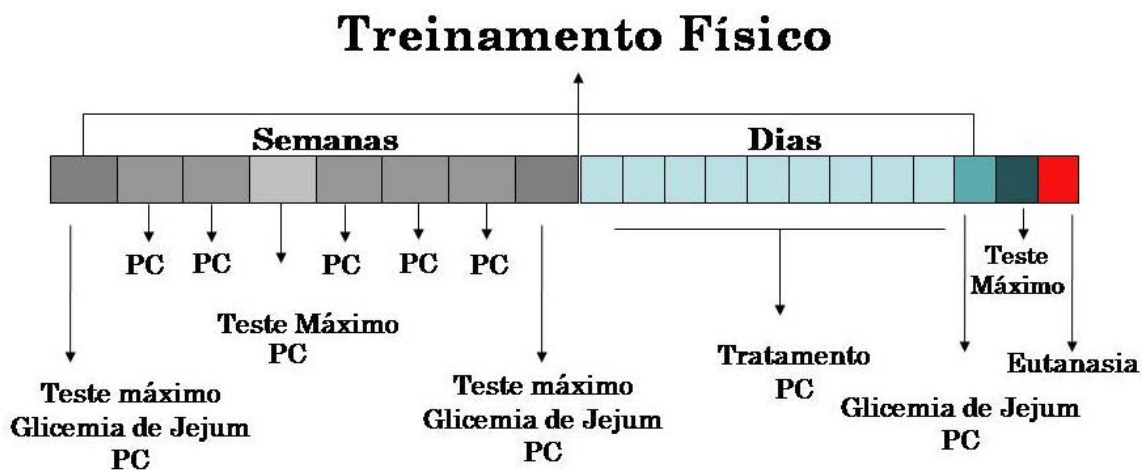 Treinamento Físico
Semanas
Dias
PC
PC
PC
PC
PC
Teste Máximo
PC
Teste máximo
Glicemia de Jejum
PC
Teste máximo
Glicemia de Jejum
PC
Tratamento
PC
Teste
Máximo
Glicemia de Jejum
PC
Eutanasia